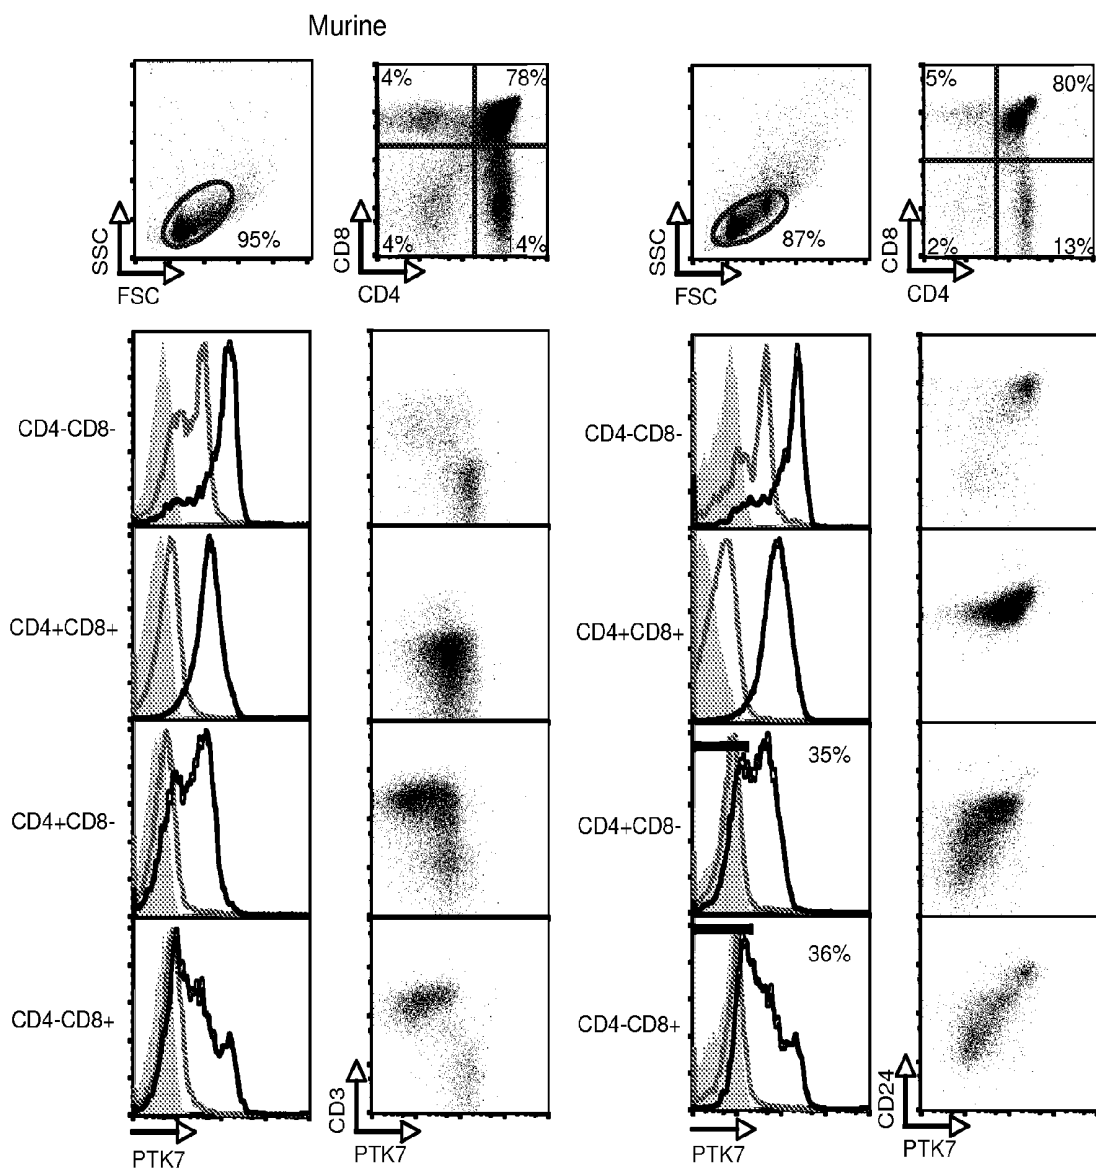 Murine
4% 78%
4% 4%
95%
SSC
FSC
CD8
CD4
5% 80%
2% 13%
87%
SSC
FSC
CD8
CD4
CD4-CD8-
CD4-CD8-
CD4+CD8+
CD4+CD8+
CD4+CD8-
CD4+CD8-
35%
CD4-CD8+
CD4-CD8+
36%
CD3
CD24
PTK7
PTK7
PTK7
PTK7